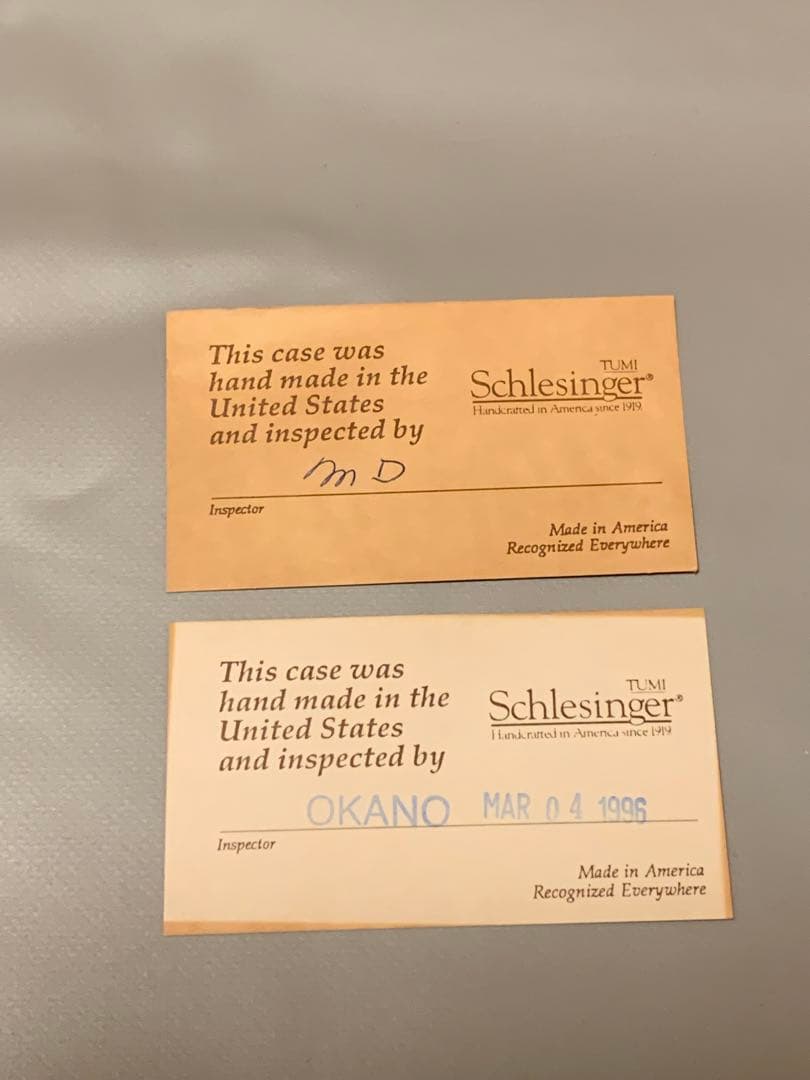 This case was
hand made in the
United States
and inspected by
TUMI
Schlesinger®
Handcrafted in America since 1919
M D
Inspector
Made in America
Recognized Everywhere
This case was
hand made in the
United States
and inspected by
TUMI
Schlesinger®
Handcrafted in America since 1919
OKANO MAR 04 1996
Inspector
Made in America
Recognized Everywhere